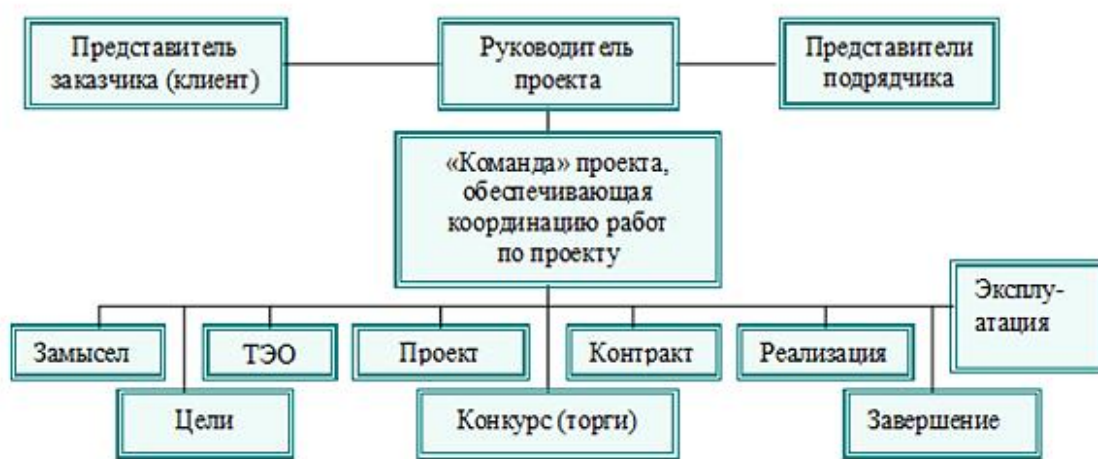 Представитель
заказчика (клиент)
Руководитель
проекта
Представители
подрядчика
«Команда» проекта,
обеспечивающая
координацию работ
по проекту
Эксплу-
атация
Замысел
ТЭО
Проект
Контракт
Реализация
Цели
Конкурс (торги)
Завершение